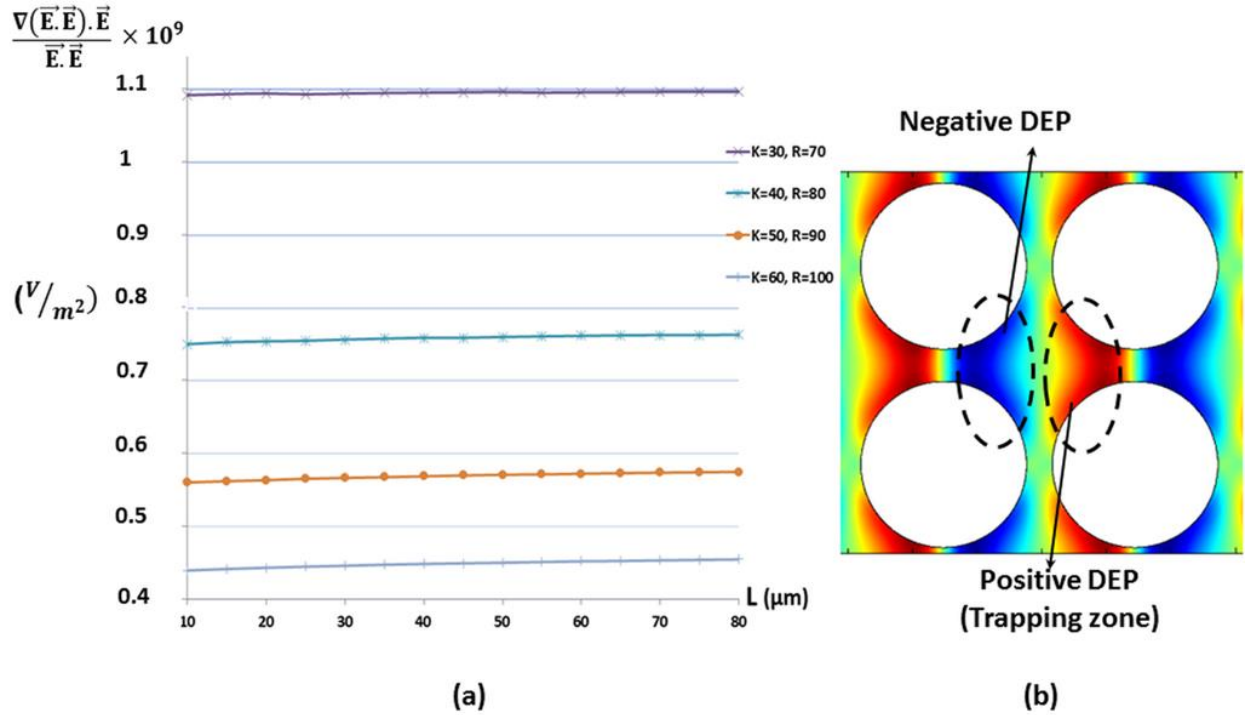 ∇(E⃗.E⃗).E⃗ / E⃗.E⃗ × 10⁹
(V/m²)
1.1
1
0.9
0.8
0.7
0.6
0.5
0.4
10 20 30 40 50 60 70 80
L (μm)
K=30, R=70
K=40, R=80
K=50, R=90
K=60, R=100
(a)
Negative DEP
Positive DEP
(Trapping zone)
(b)